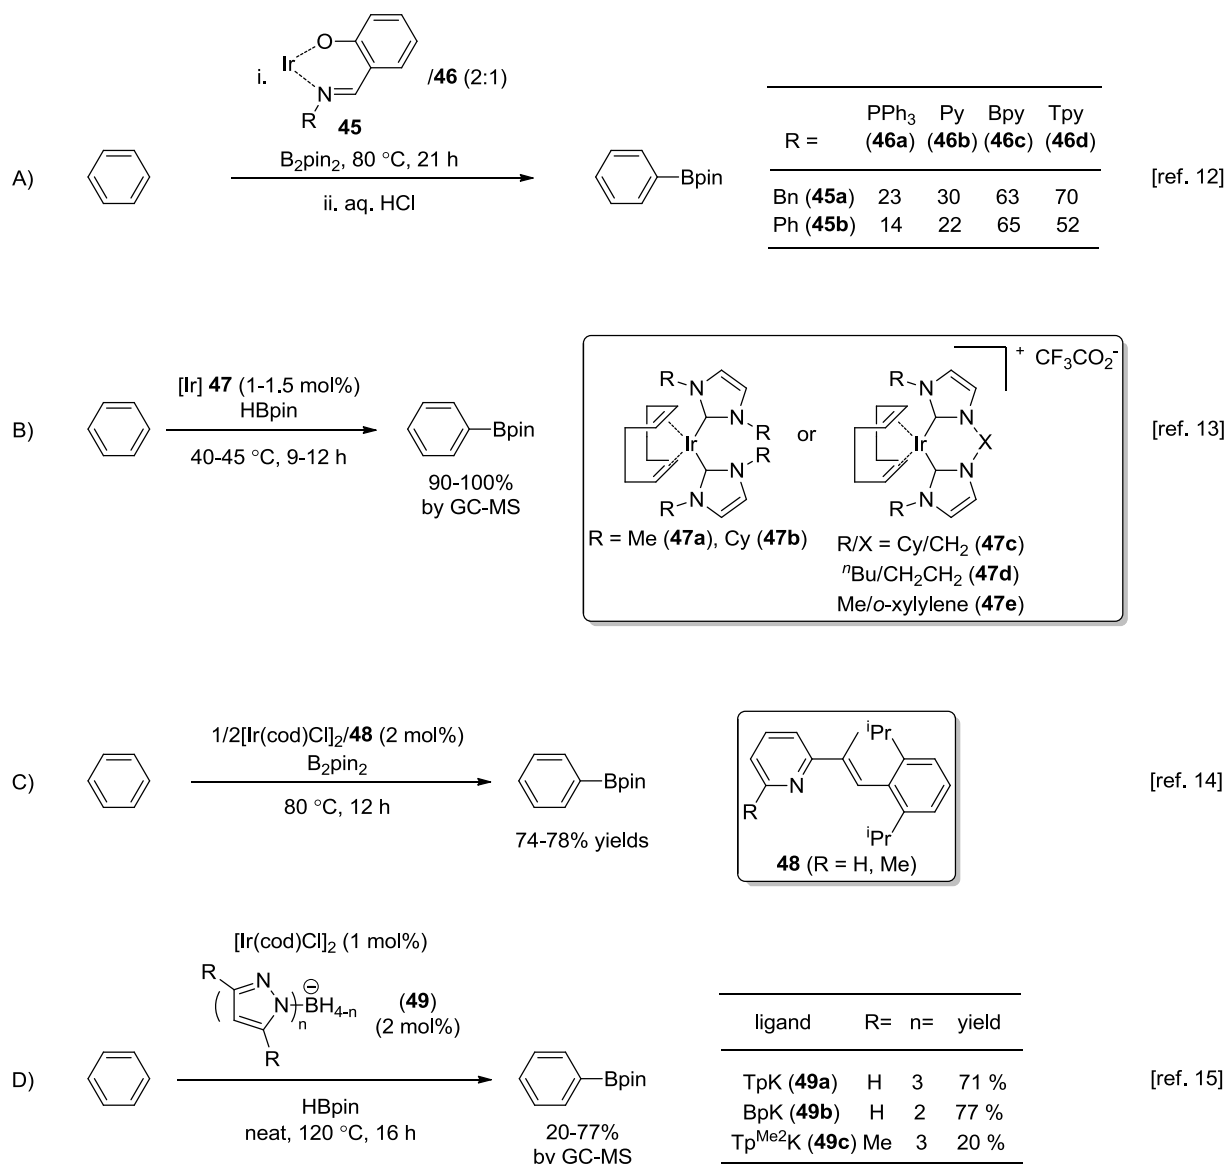 A)
i.
Ir
O
N
R
45
/46 (2:1)
B₂pin₂, 80 °C, 21 h
ii. aq. HCl
Bpin
R =
PPh₃ (46a)
Py (46b)
Bpy (46c)
Tpy (46d)
Bn (45a) 23 30 63 70
Ph (45b) 14 22 65 52
[ref. 12]
B)
[Ir] 47 (1-1.5 mol%)
HBpin
40-45 °C, 9-12 h
Bpin
90-100%
by GC-MS
R
N
N
R
Ir
R
N
N
R
or
R
N
N
Ir
X
N
N
R
+ CF₃CO₂⁻
R = Me (47a), Cy (47b)
R/X = Cy/CH₂ (47c)
ⁿBu/CH₂CH₂ (47d)
Me/o-xylylene (47e)
[ref. 13]
C)
1/2[Ir(cod)Cl]₂/48 (2 mol%)
B₂pin₂
80 °C, 12 h
Bpin
74-78% yields
N
R
ⁱPr
ⁱPr
48 (R = H, Me)
[ref. 14]
D)
[Ir(cod)Cl]₂ (1 mol%)
R
( N N ) n
BH₄₋ₙ
⊖
R
(49)
(2 mol%)
HBpin
neat, 120 °C, 16 h
Bpin
20-77%
by GC-MS
ligand R= n= yield
TpK (49a) H 3 71 %
BpK (49b) H 2 77 %
Tp^Me2K (49c) Me 3 20 %
[ref. 15]